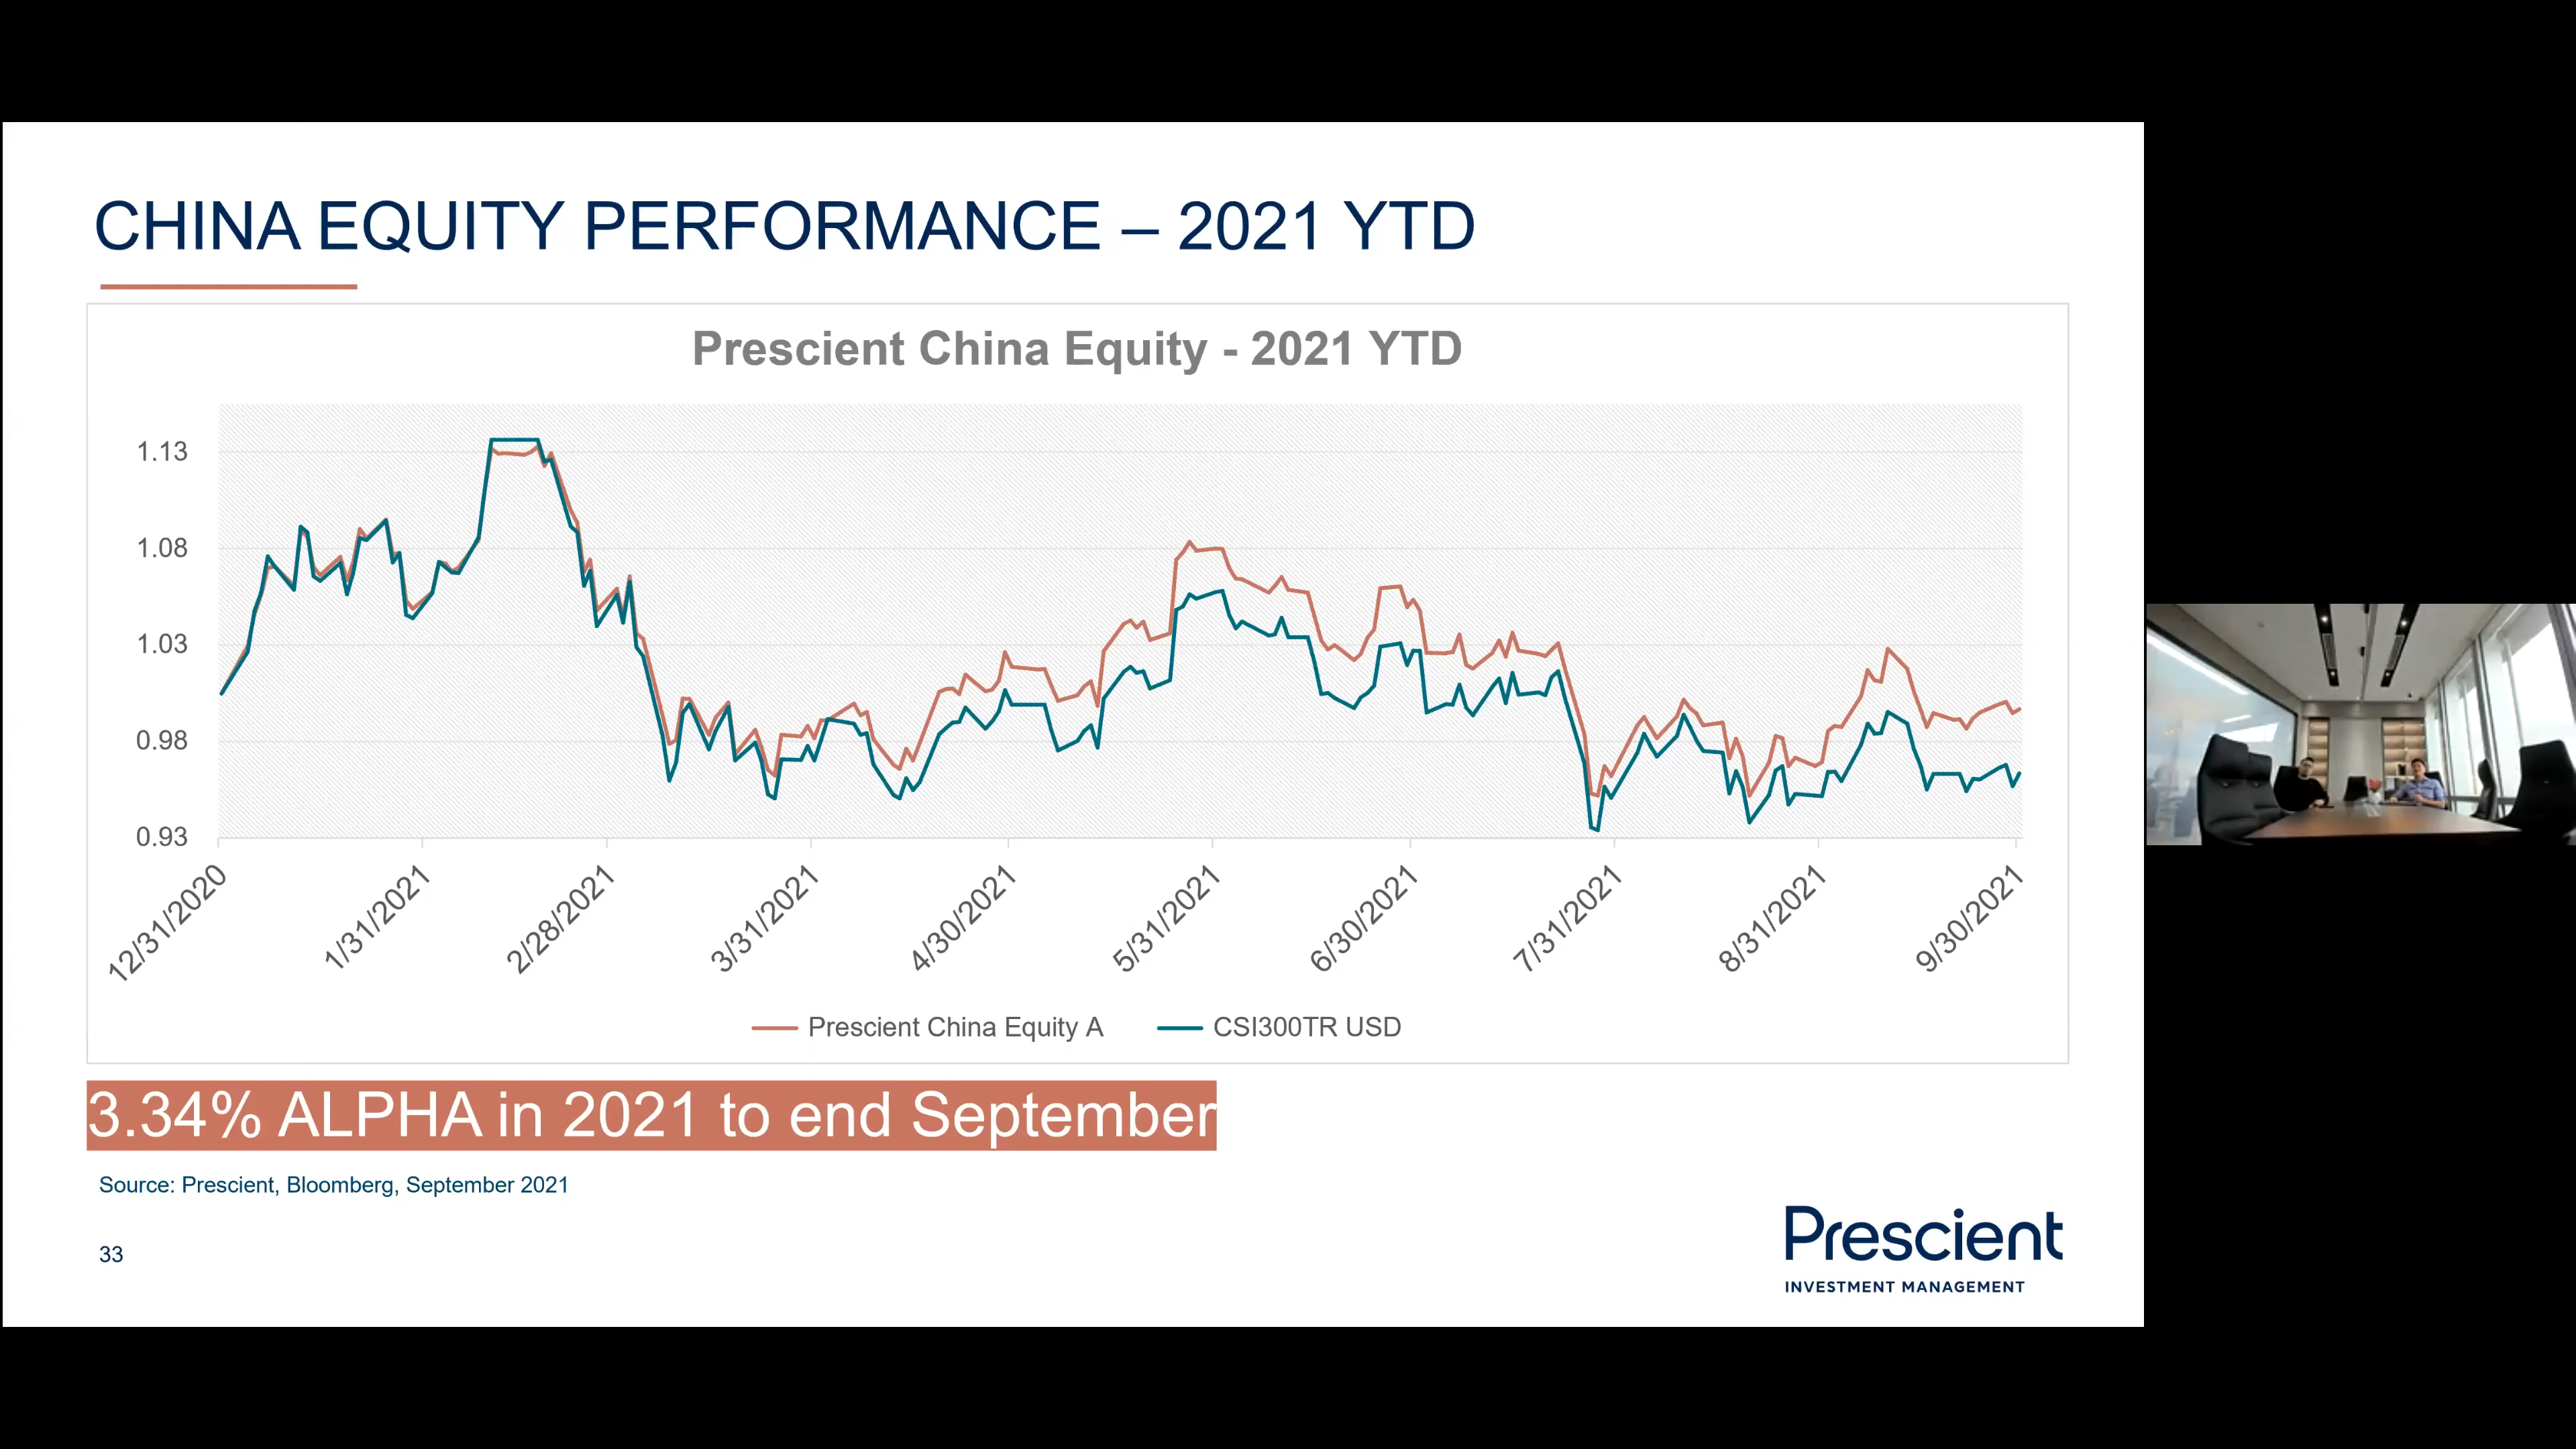 CHINA EQUITY PERFORMANCE – 2021 YTD
Prescient China Equity - 2021 YTD
1.13
1.08
1.03
0.98
0.93
12/31/2020
1/31/2021
2/28/2021
3/31/2021
4/30/2021
5/31/2021
6/30/2021
7/31/2021
8/31/2021
9/30/2021
Prescient China Equity A
CSI300TR USD
3.34% ALPHA in 2021 to end September
Source: Prescient, Bloomberg, September 2021
33
Prescient
INVESTMENT MANAGEMENT